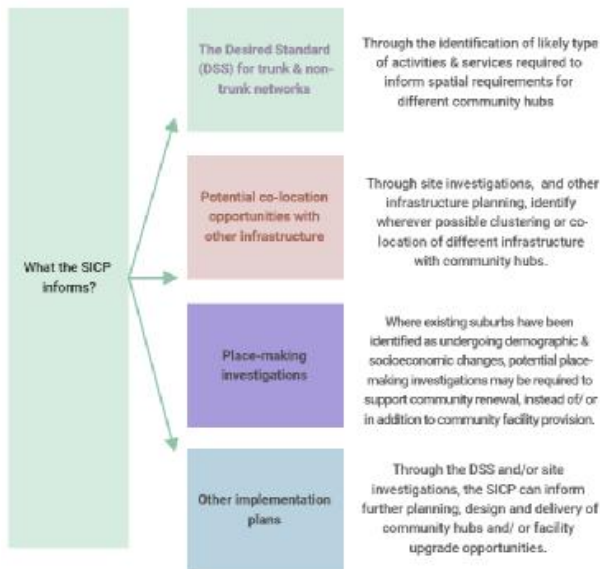 The Desired Standard
(DSS) for trunk & non-
trunk networks
Through the identification of likely type
of activities & services required to
inform spatial requirements for
different community hubs
Potential co-location
opportunities with
other infrastructure
Through site investigations, and other
infrastructure planning, identify
wherever possible clustering or co-
location of different infrastructure
with community hubs.
What the SICP
informs?
Place-making
investigations
Where existing suburbs have been
identified as undergoing demographic &
socioeconomic changes, potential place-
making investigations may be required to
support community renewal, instead of/ or
in addition to community facility provision.
Other implementation
plans
Through the DSS and/or site
investigations, the SICP can inform
further planning, design and delivery of
community hubs and/ or facility
upgrade opportunities.